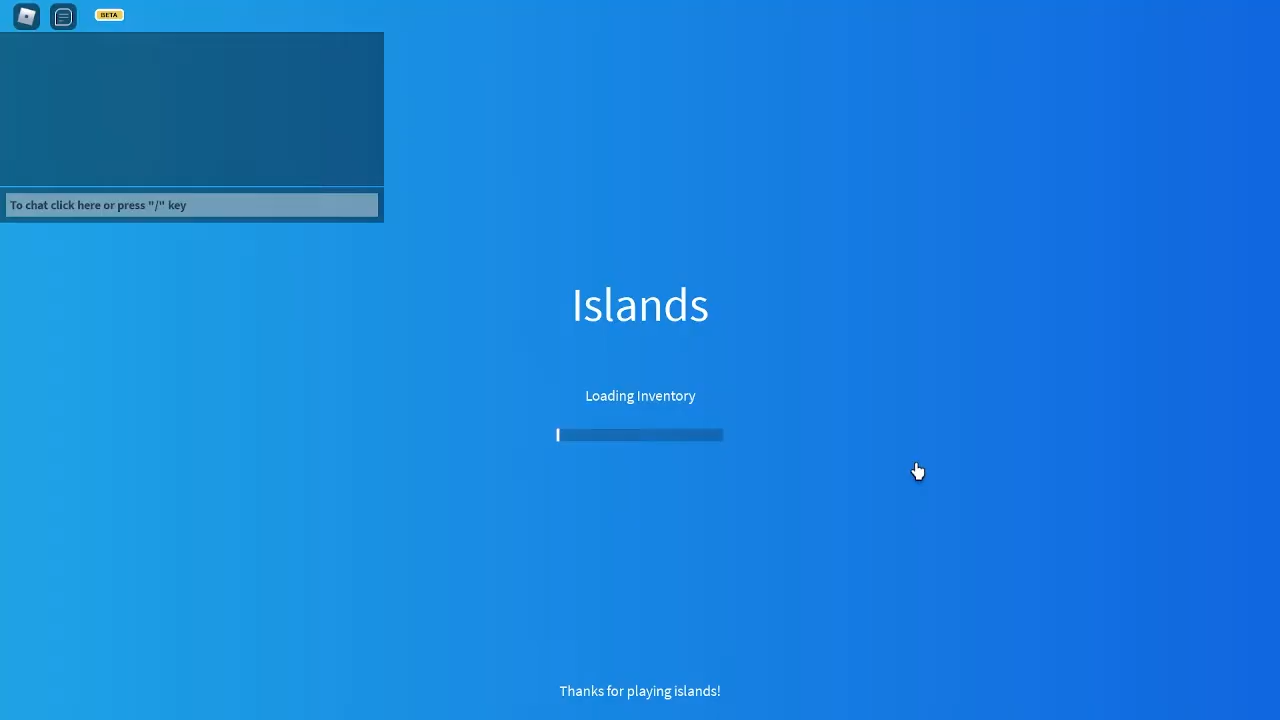 BETA
To chat click here or press "/" key
Islands
Loading Inventory
Thanks for playing islands!